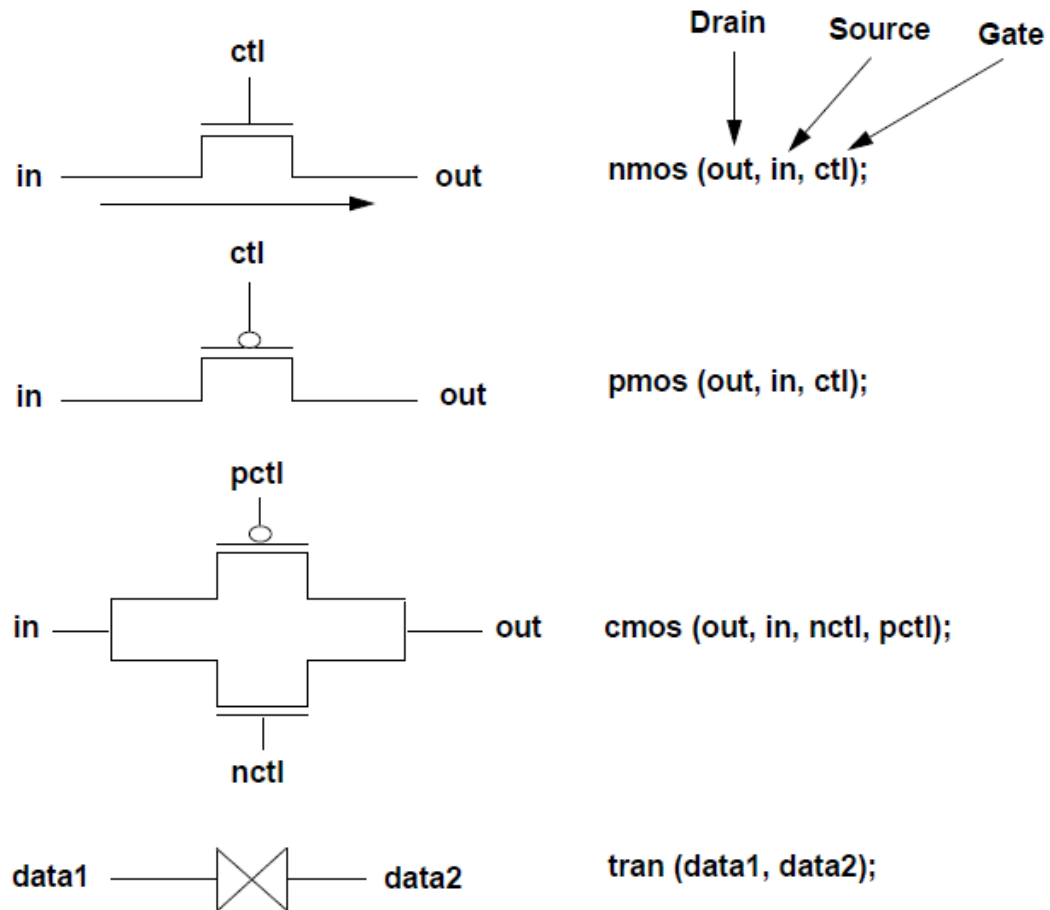 Drain Source Gate
ctl
in out nmos (out, in, ctl);
ctl
in out pmos (out, in, ctl);
pctl
in out cmos (out, in, nctl, pctl);
nctl
data1 data2 tran (data1, data2);